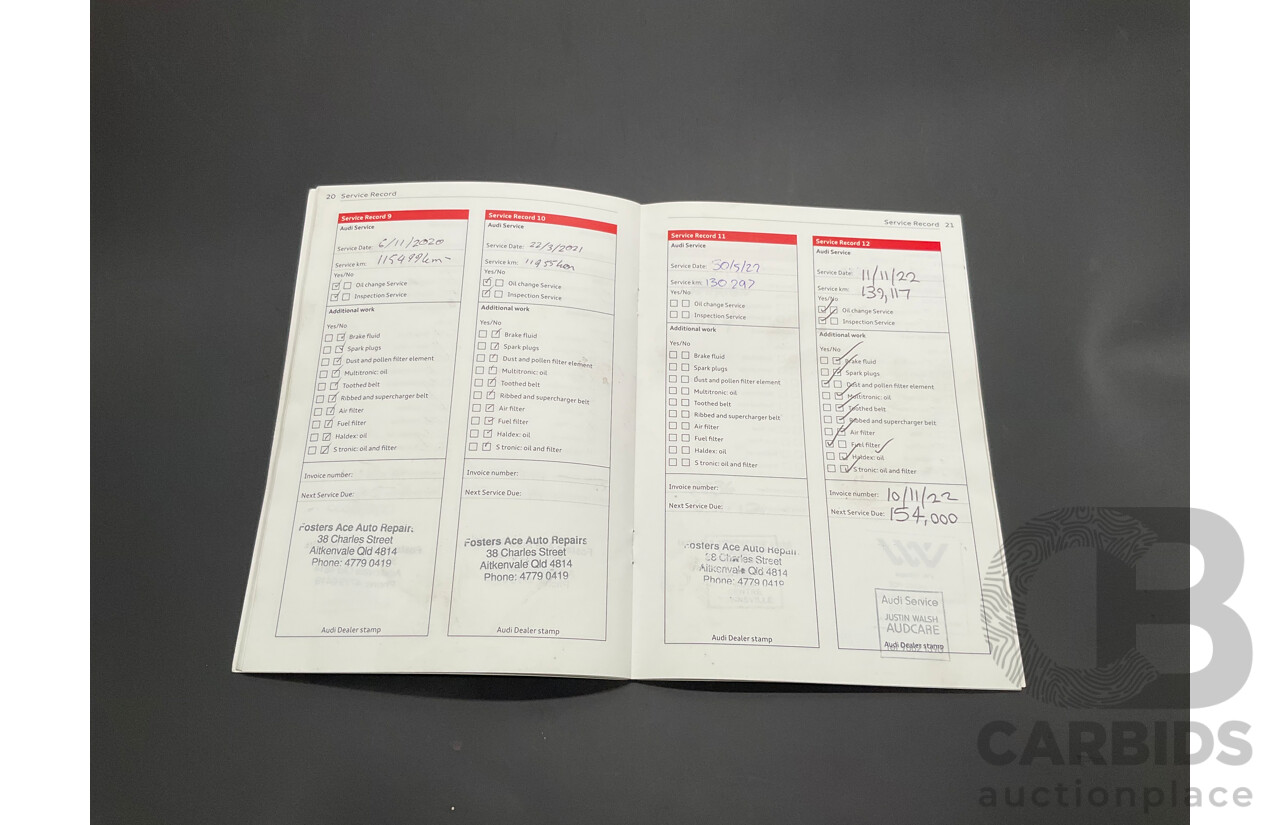 20 Service Record
Service Record 9
Audi Service
Service Date: 6/11/2020
Service km: 115499km-
Yes/No
Oil change Service
Inspection Service
Additional work
Yes/No
Brake fluid
Spark plugs
Dust and pollen filter element
Multitronic: oil
Toothed belt
Ribbed and supercharger belt
Air filter
Fuel filter
Haldex: oil
S tronic: oil and filter
Invoice number:
Next Service Due:
Fosters Ace Auto Repairs
38 Charles Street
Aitkenvale Qld 4814
Phone: 4779 0419
Audi Dealer stamp
Service Record 10
Audi Service
Service Date: 22/3/2021
Service km:
Yes/No
Oil change Service
Inspection Service
Additional work
Yes/No
Brake fluid
Spark plugs
Dust and pollen filter element
Multitronic: oil
Toothed belt
Ribbed and supercharger belt
Air filter
Fuel filter
Haldex: oil
S tronic: oil and filter
Invoice number:
Next Service Due:
Fosters Ace Auto Repairs
38 Charles Street
Aitkenvale Qld 4814
Phone: 4779 0419
Audi Dealer stamp
Service Record 21
Service Record 11
Audi Service
Service Date: 30/5/22
Service km: 130 297
Yes/No
Oil change Service
Inspection Service
Additional work
Yes/No
Brake fluid
Spark plugs
Dust and pollen filter element
Multitronic: oil
Toothed belt
Ribbed and supercharger belt
Air filter
Fuel filter
Haldex: oil
S tronic: oil and filter
Invoice number:
Next Service Due:
Fosters Ace Auto Repairs
38 Charles Street
Aitkenvale Qld 4814
Phone: 4779 0419
Audi Dealer stamp
Service Record 12
Audi Service
Service Date: 11/11/22
Service km: 139,117
Yes/No
Oil change Service
Inspection Service
Additional work
Yes/No
Brake fluid
Spark plugs
Dust and pollen filter element
Multitronic: oil
Toothed belt
Ribbed and supercharger belt
Air filter
Fuel filter
Haldex: oil
S tronic: oil and filter
Invoice number: 10/11/22
Next Service Due: 154,000
Audi Service
JUSTIN WALSH
AUDCARE
Audi Dealer stamp
CB
CARBIDS
auctionplace